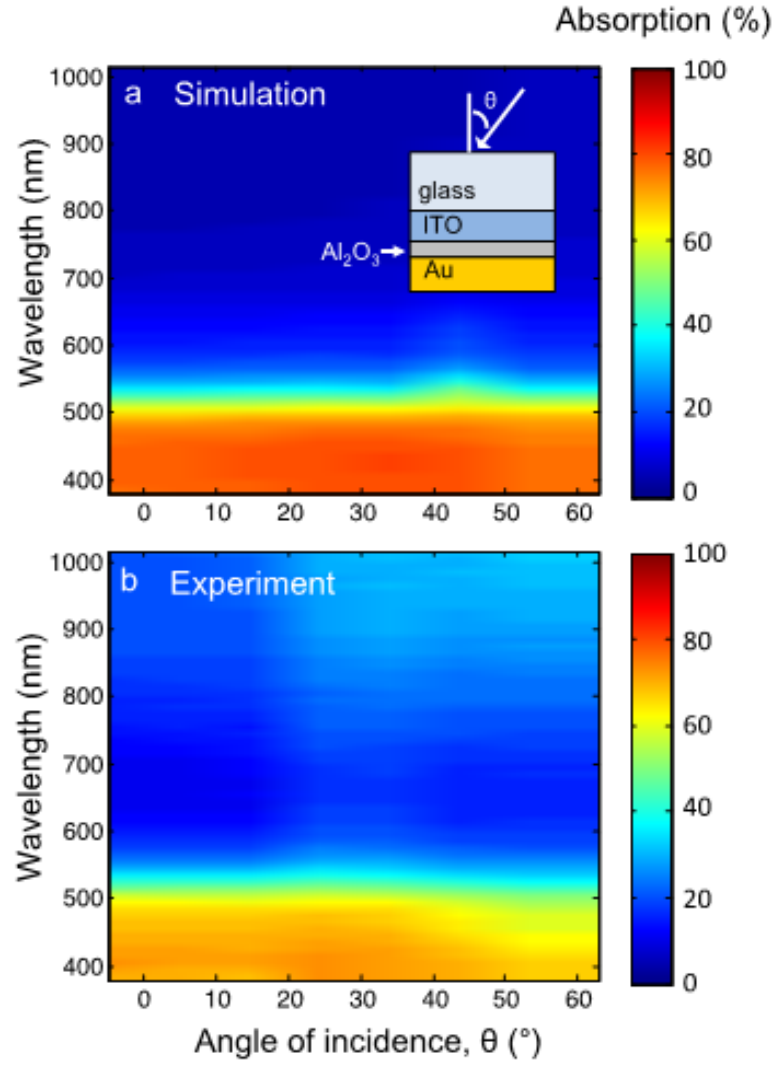 Absorption (%)
a Simulation
θ
glass
ITO
Al₂O₃
Au
Wavelength (nm)
1000
900
800
700
600
500
400
0 10 20 30 40 50 60
100
80
60
40
20
0
b Experiment
Wavelength (nm)
1000
900
800
700
600
500
400
0 10 20 30 40 50 60
100
80
60
40
20
0
Angle of incidence, θ (°)